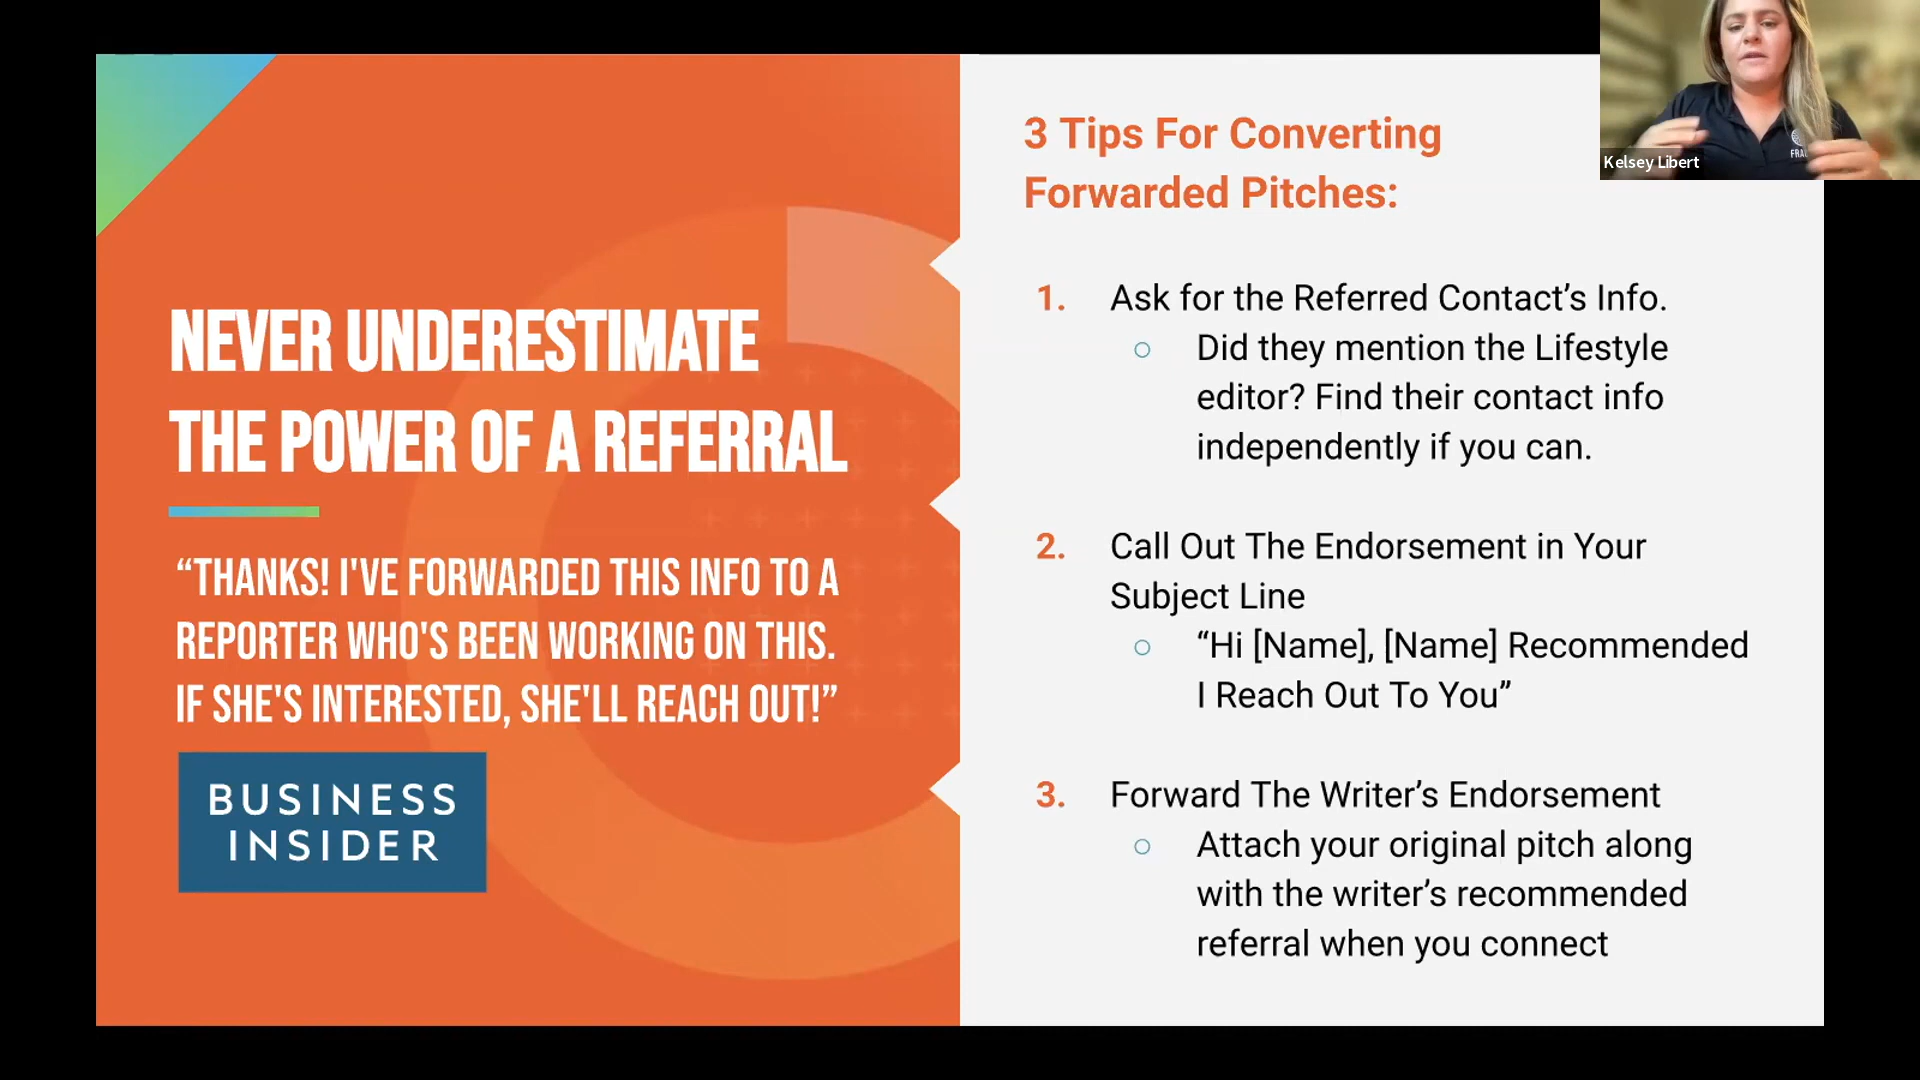 NEVER UNDERESTIMATE
THE POWER OF A REFERRAL
“THANKS! I'VE FORWARDED THIS INFO TO A
REPORTER WHO'S BEEN WORKING ON THIS.
IF SHE'S INTERESTED, SHE'LL REACH OUT!”
BUSINESS
INSIDER
3 Tips For Converting
Forwarded Pitches:
1. Ask for the Referred Contact’s Info.
○ Did they mention the Lifestyle
editor? Find their contact info
independently if you can.
2. Call Out The Endorsement in Your
Subject Line
○ “Hi [Name], [Name] Recommended
I Reach Out To You”
3. Forward The Writer’s Endorsement
○ Attach your original pitch along
with the writer’s recommended
referral when you connect
Kelsey Libert